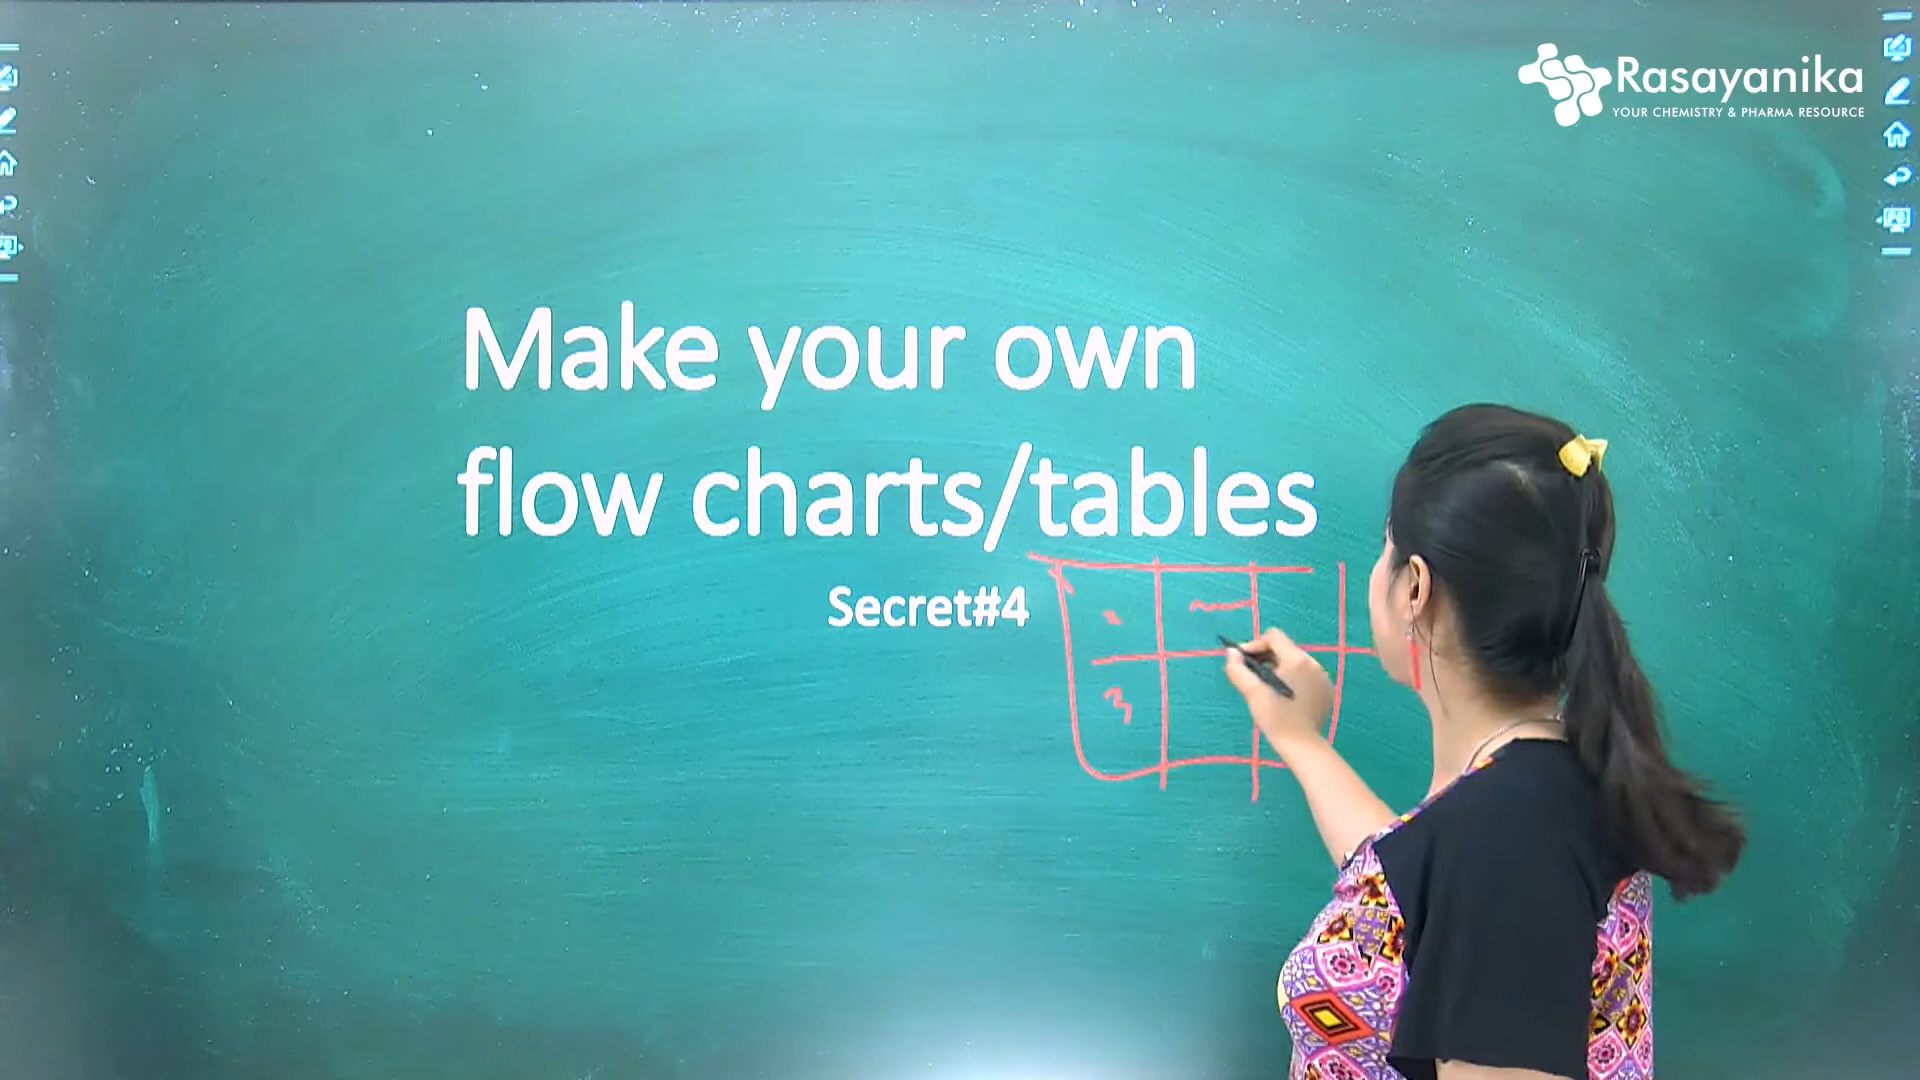 Rasayanika
YOUR CHEMISTRY & PHARMA RESOURCE
Make your own
flow charts/tables
Secret#4
3